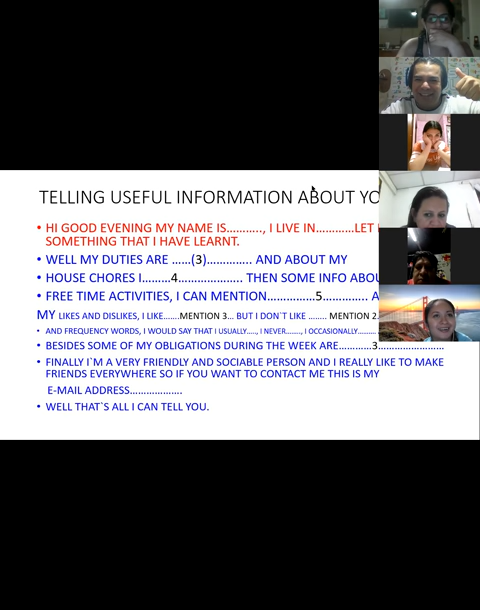 TELLING USEFUL INFORMATION ABOUT YO
• HI GOOD EVENING MY NAME IS……….., I LIVE IN…………LET
SOMETHING THAT I HAVE LEARNT.
• WELL MY DUTIES ARE ……(3)………….. AND ABOUT MY
• HOUSE CHORES I………4……………….. THEN SOME INFO ABOU
• FREE TIME ACTIVITIES, I CAN MENTION……………5………….. A
MY LIKES AND DISLIKES, I LIKE…….MENTION 3… BUT I DON´T LIKE …….. MENTION 2
• AND FREQUENCY WORDS, I WOULD SAY THAT I USUALLY….., I NEVER…….., I OCCASIONALLY………
• BESIDES SOME OF MY OBLIGATIONS DURING THE WEEK ARE…………3…………………
• FINALLY I`M A VERY FRIENDLY AND SOCIABLE PERSON AND I REALLY LIKE TO MAKE
FRIENDS EVERYWHERE SO IF YOU WANT TO CONTACT ME THIS IS MY
E-MAIL ADDRESS……………….
• WELL THAT`S ALL I CAN TELL YOU.